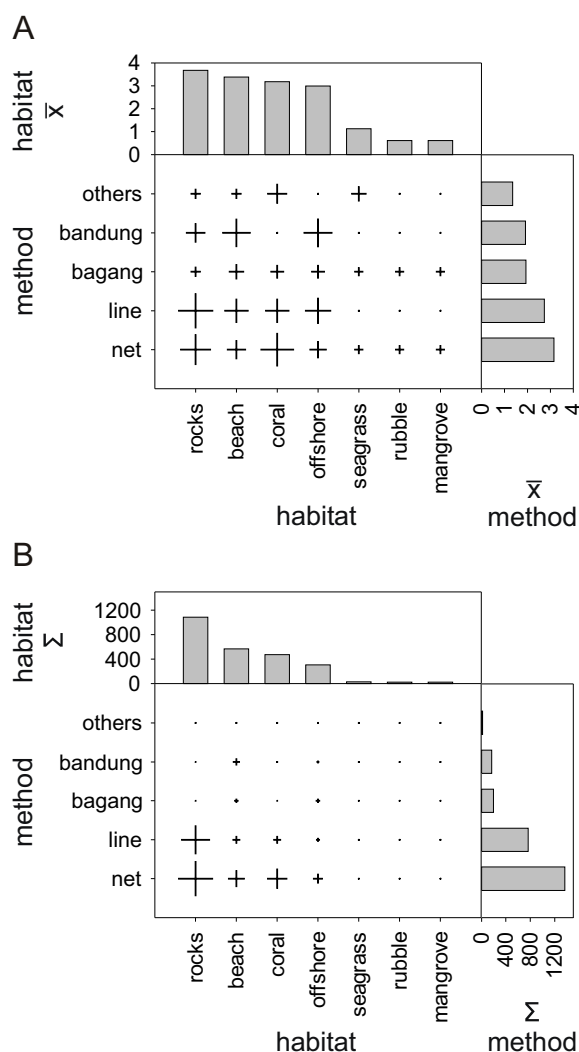 A
habitat
x̅
4
3
2
1
0
others
bandung
bagang
line
net
method
rocks
beach
coral
offshore
seagrass
rubble
mangrove
habitat
0
1
2
3
4
x̅
method
B
habitat
Σ
1200
800
400
0
others
bandung
bagang
line
net
method
rocks
beach
coral
offshore
seagrass
rubble
mangrove
habitat
0
400
800
1200
Σ
method